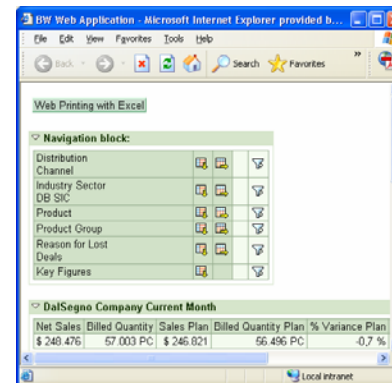 BW Web Application - Microsoft Internet Explorer provided b...
File Edit View Favorites Tools Help
Back Search Favorites »
Web Printing with Excel
Navigation block:
Distribution
Channel
Industry Sector
DB SIC
Product
Product Group
Reason for Lost
Deals
Key Figures
DalSegno Company Current Month
Net Sales Billed Quantity Sales Plan Billed Quantity Plan % Variance Plan
$ 248.476 57.003 PC $ 246.821 56.496 PC -0,7 %
Local intranet